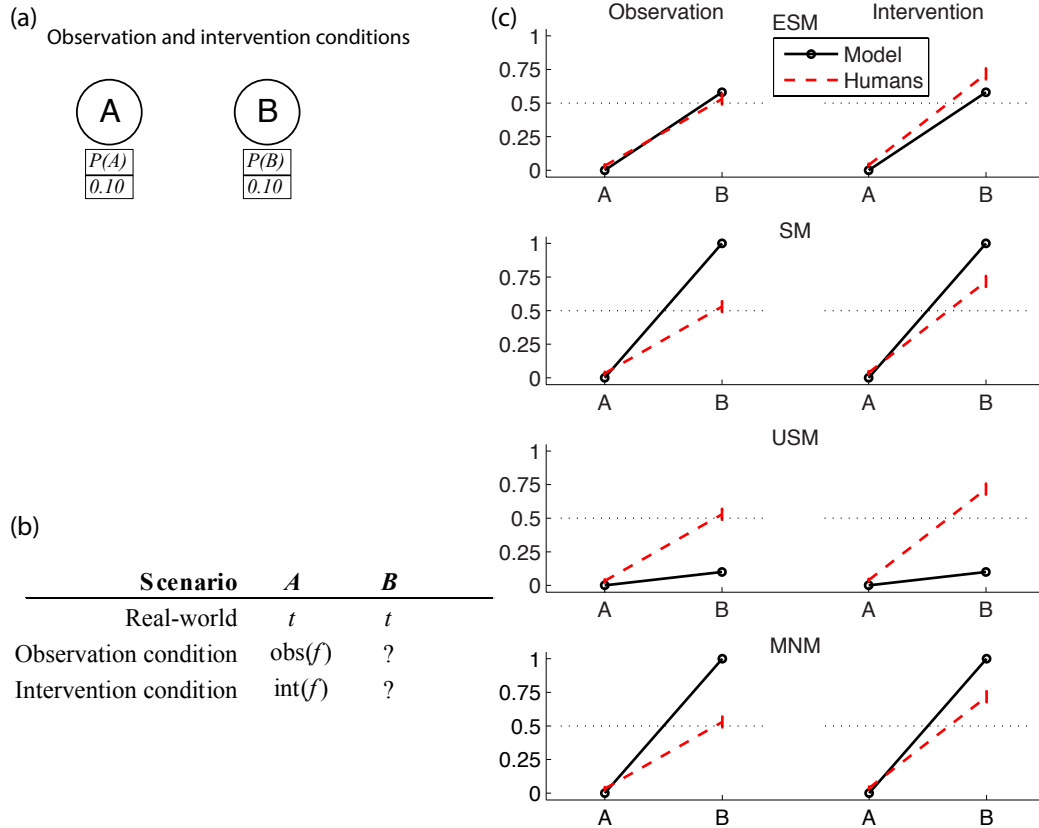 (a)
Observation and intervention conditions
A B
P(A) P(B)
0.10 0.10
(b)
Scenario A B
Real-world t t
Observation condition obs(f) ?
Intervention condition int(f) ?
(c)
Observation Intervention
ESM
Model
Humans
1
0.75
0.5
0.25
0
A B A B
SM
1
0.75
0.5
0.25
0
A B A B
USM
1
0.75
0.5
0.25
0
A B A B
MNM
1
0.75
0.5
0.25
0
A B A B